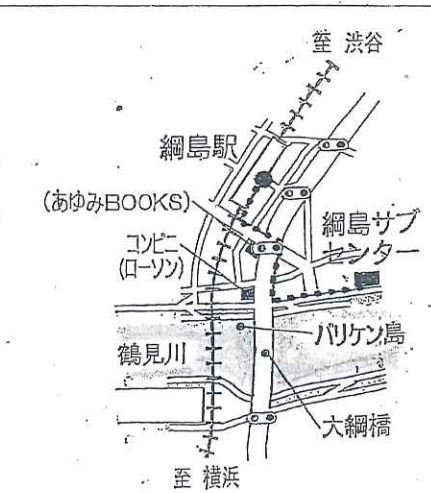 至 渋谷
綱島駅
(あゆみBOOKS)
綱島サブ
センター
コンビニ
(ローソン)
バリケン島
鶴見川
大綱橋
至 横浜